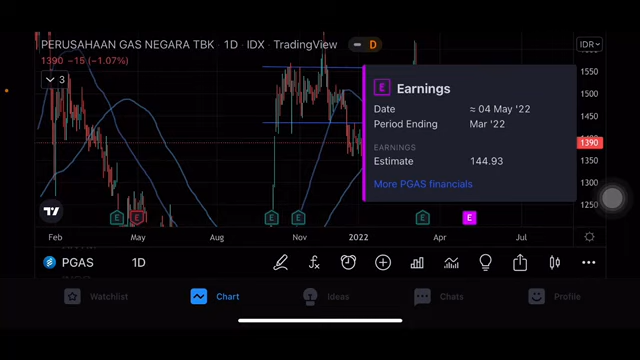 PERUSAHAAN GAS NEGARA TBK · 1D · IDX · TradingView D IDR
1390 −15 (−1.07%)
3
E Earnings
Date ≈ 04 May '22
Period Ending Mar '22
EARNINGS
Estimate 144.93
More PGAS financials
1550
1500
1450
1390
1350
1300
1250
E E E E E E
Feb May Aug Nov 2022 Apr Jul
PGAS 1D
Watchlist Chart Ideas Chats Profile